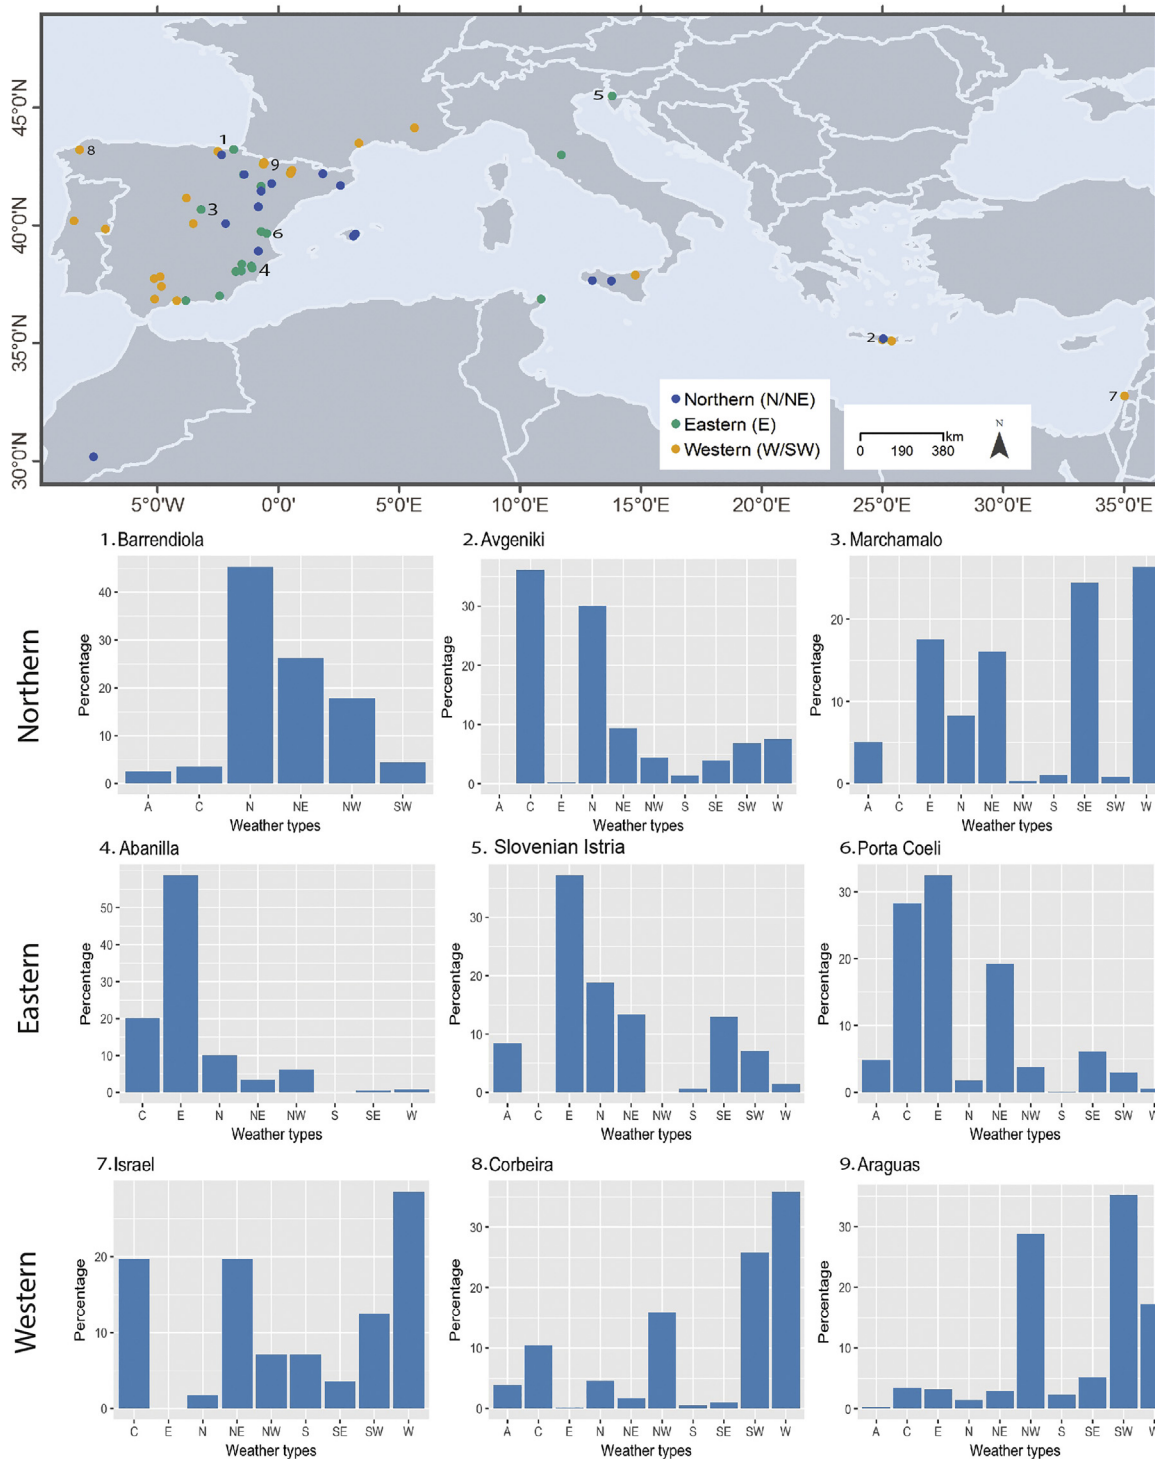 45°0'N
40°0'N
35°0'N
30°0'N
1
2
3
4
5
6
7
8
9
Northern (N/NE)
Eastern (E)
Western (W/SW)
N
km
0 190 380
5°0'W 0°0' 5°0'E 10°0'E 15°0'E 20°0'E 25°0'E 30°0'E 35°0'E
Northern
1. Barrendiola
Percentage
40
30
20
10
0
A C N NE NW SW
Weather types
2. Avgeniki
Percentage
30
20
10
0
A C E N NE NW S SE SW W
Weather types
3. Marchamalo
Percentage
20
10
0
A C E N NE NW S SE SW W
Weather types
Eastern
4. Abanilla
Percentage
50
40
30
20
10
0
C E N NE NW S SE W
Weather types
5. Slovenian Istria
Percentage
30
20
10
0
A C E N NE NW S SE SW W
Weather types
6. Porta Coeli
Percentage
30
20
10
0
A C E N NE NW S SE SW W
Weather types
Western
7. Israel
Percentage
20
10
0
C E N NE NW S SE SW W
Weather types
8. Corbeira
Percentage
30
20
10
0
A C E N NE NW S SE SW W
Weather types
9. Araguas
Percentage
30
20
10
0
A C E N NE NW S SE SW W
Weather types